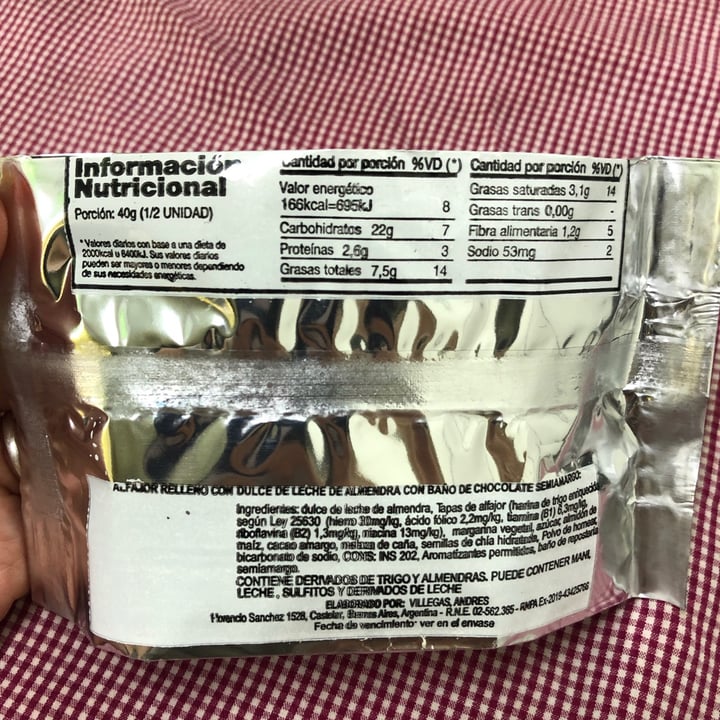 Información
Nutricional
Porción: 40g (1/2 UNIDAD)
* Valores diarios con base a una dieta de
2000kcal u 8400kJ. Sus valores diarios
pueden ser mayores o menores dependiendo
de sus necesidades energéticas.
Cantidad por porción %VD (*)
Valor energético
166kcal=695kJ 8
Carbohidratos 22g 7
Proteínas 2,6g 3
Grasas totales 7,5g 14
Cantidad por porción %VD(*)
Grasas saturadas 3,1g 14
Grasas trans 0,00g -
Fibra alimentaria 1,2g 5
Sodio 53mg 2
ALFAJOR RELLENO CON DULCE DE LECHE DE ALMENDRA CON BAÑO DE CHOCOLATE SEMIAMARGO:
Ingredientes: dulce de leche de almendra, Tapas de alfajor (harina de trigo enriquecida
según Ley 25630 (hierro 30mg/kg, ácido fólico 2,2mg/kg, tiamina (B1) 6,3mg/kg,
riboflavina (B2) 1,3mg/kg, niacina 13mg/kg), margarina vegetal, azúcar, almidón de
maíz, cacao amargo, melaza de caña, semillas de chía hidratada, Polvo de hornear,
bicarbonato de sodio, CONS: INS 202, Aromatizantes permitidos, baño de repostería
semiamargo.
CONTIENE DERIVADOS DE TRIGO Y ALMENDRAS. PUEDE CONTENER MANI,
LECHE, SULFITOS Y DERIVADOS DE LECHE
ELABORADO POR: VILLEGAS, ANDRES
Horencio Sanchez 1528, Castelar, Buenos Aires, Argentina - R.N.E. 02-562.365 - RNPA Ex-2019-43425766
Fecha de vencimiento: ver en el envase